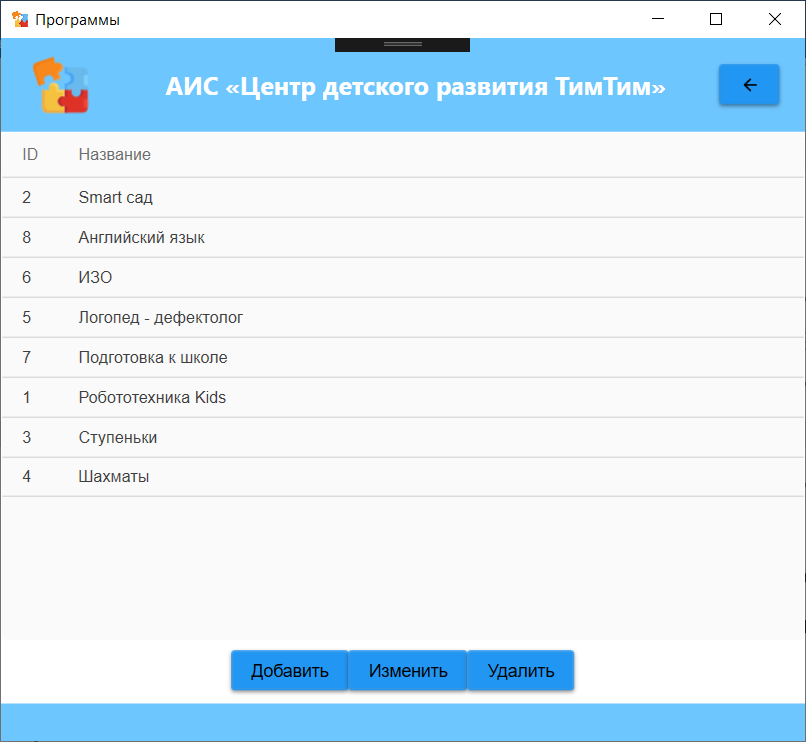 Программы
АИС «Центр детского развития ТимТим»
ID Название
2 Smart сад
8 Английский язык
6 ИЗО
5 Логопед - дефектолог
7 Подготовка к школе
1 Робототехника Kids
3 Ступеньки
4 Шахматы
Добавить Изменить Удалить